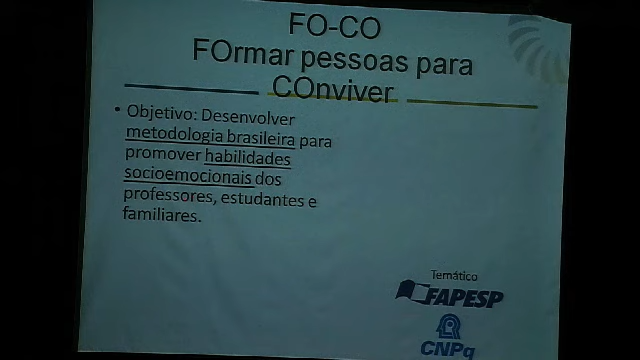 FO-CO
FOrmar pessoas para
COnviver
• Objetivo: Desenvolver
metodologia brasileira para
promover habilidades
socioemocionais dos
professores, estudantes e
familiares.
Temático
FAPESP
CNPq